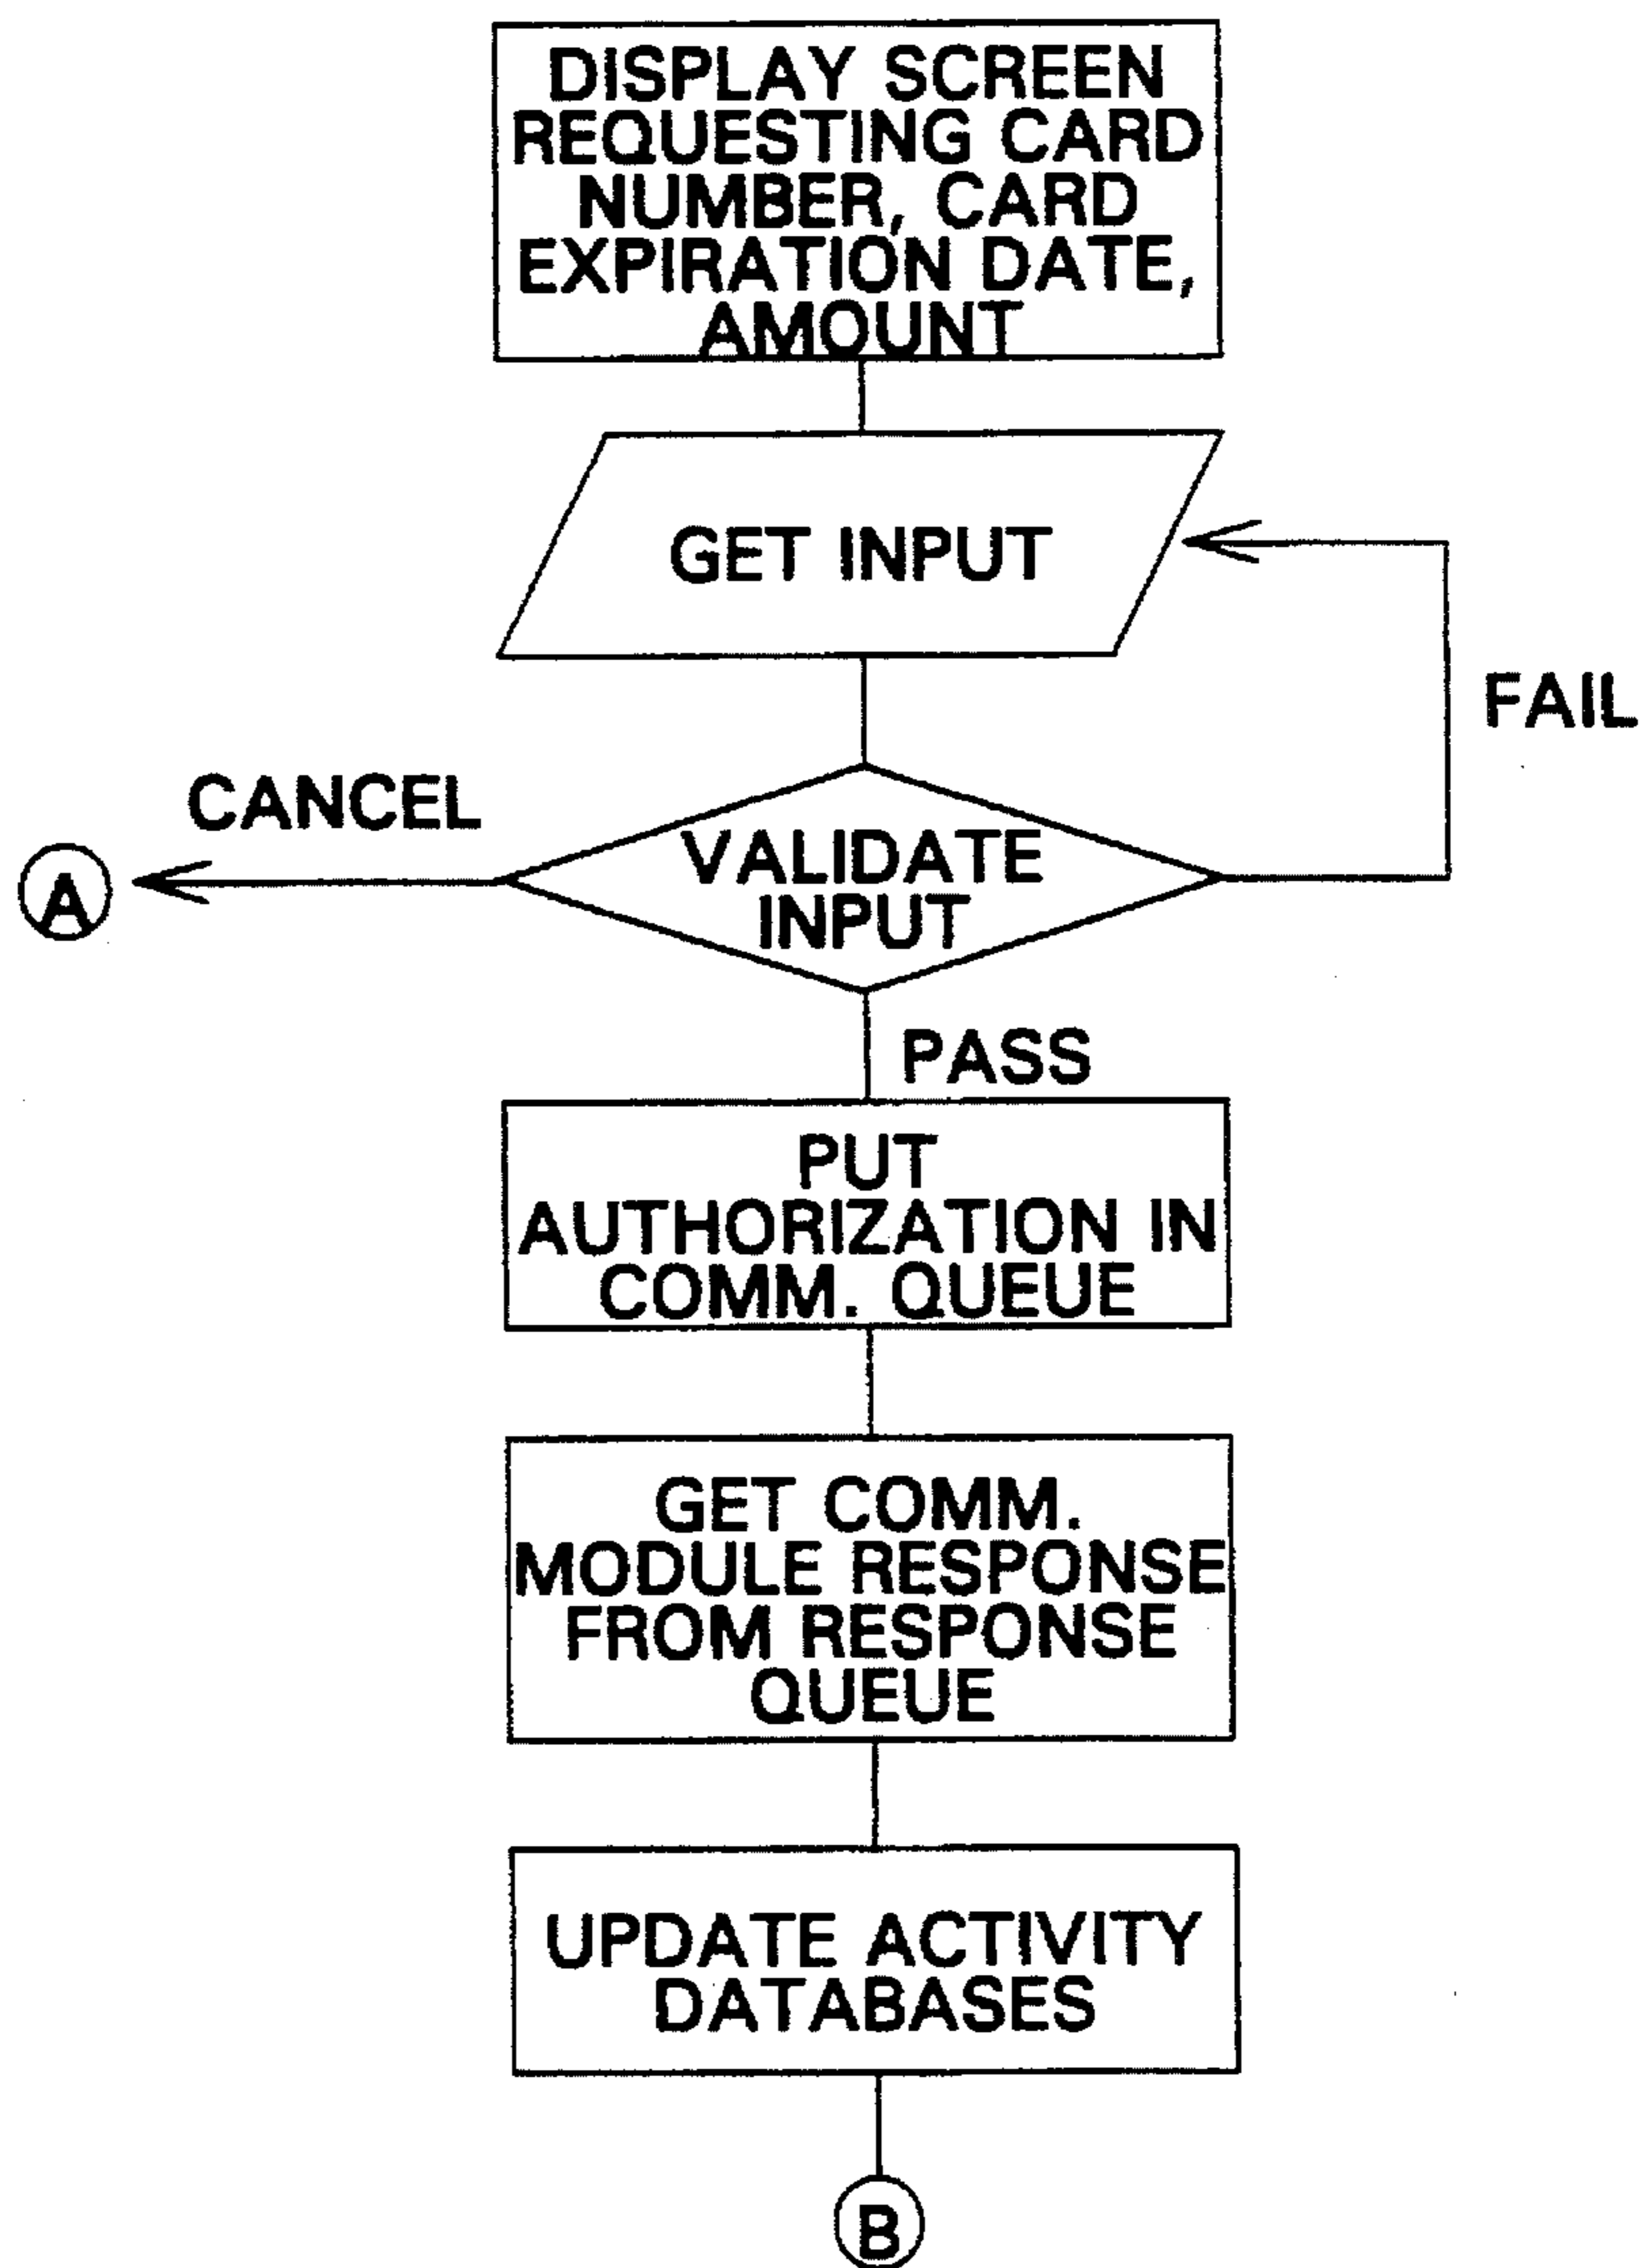 DISPLAY SCREEN
REQUESTING CARD
NUMBER, CARD
EXPIRATION DATE,
AMOUNT
GET INPUT
FAIL
CANCEL
VALIDATE
INPUT
A
PASS
PUT
AUTHORIZATION IN
COMM. QUEUE
GET COMM.
MODULE RESPONSE
FROM RESPONSE
QUEUE
UPDATE ACTIVITY
DATABASES
B